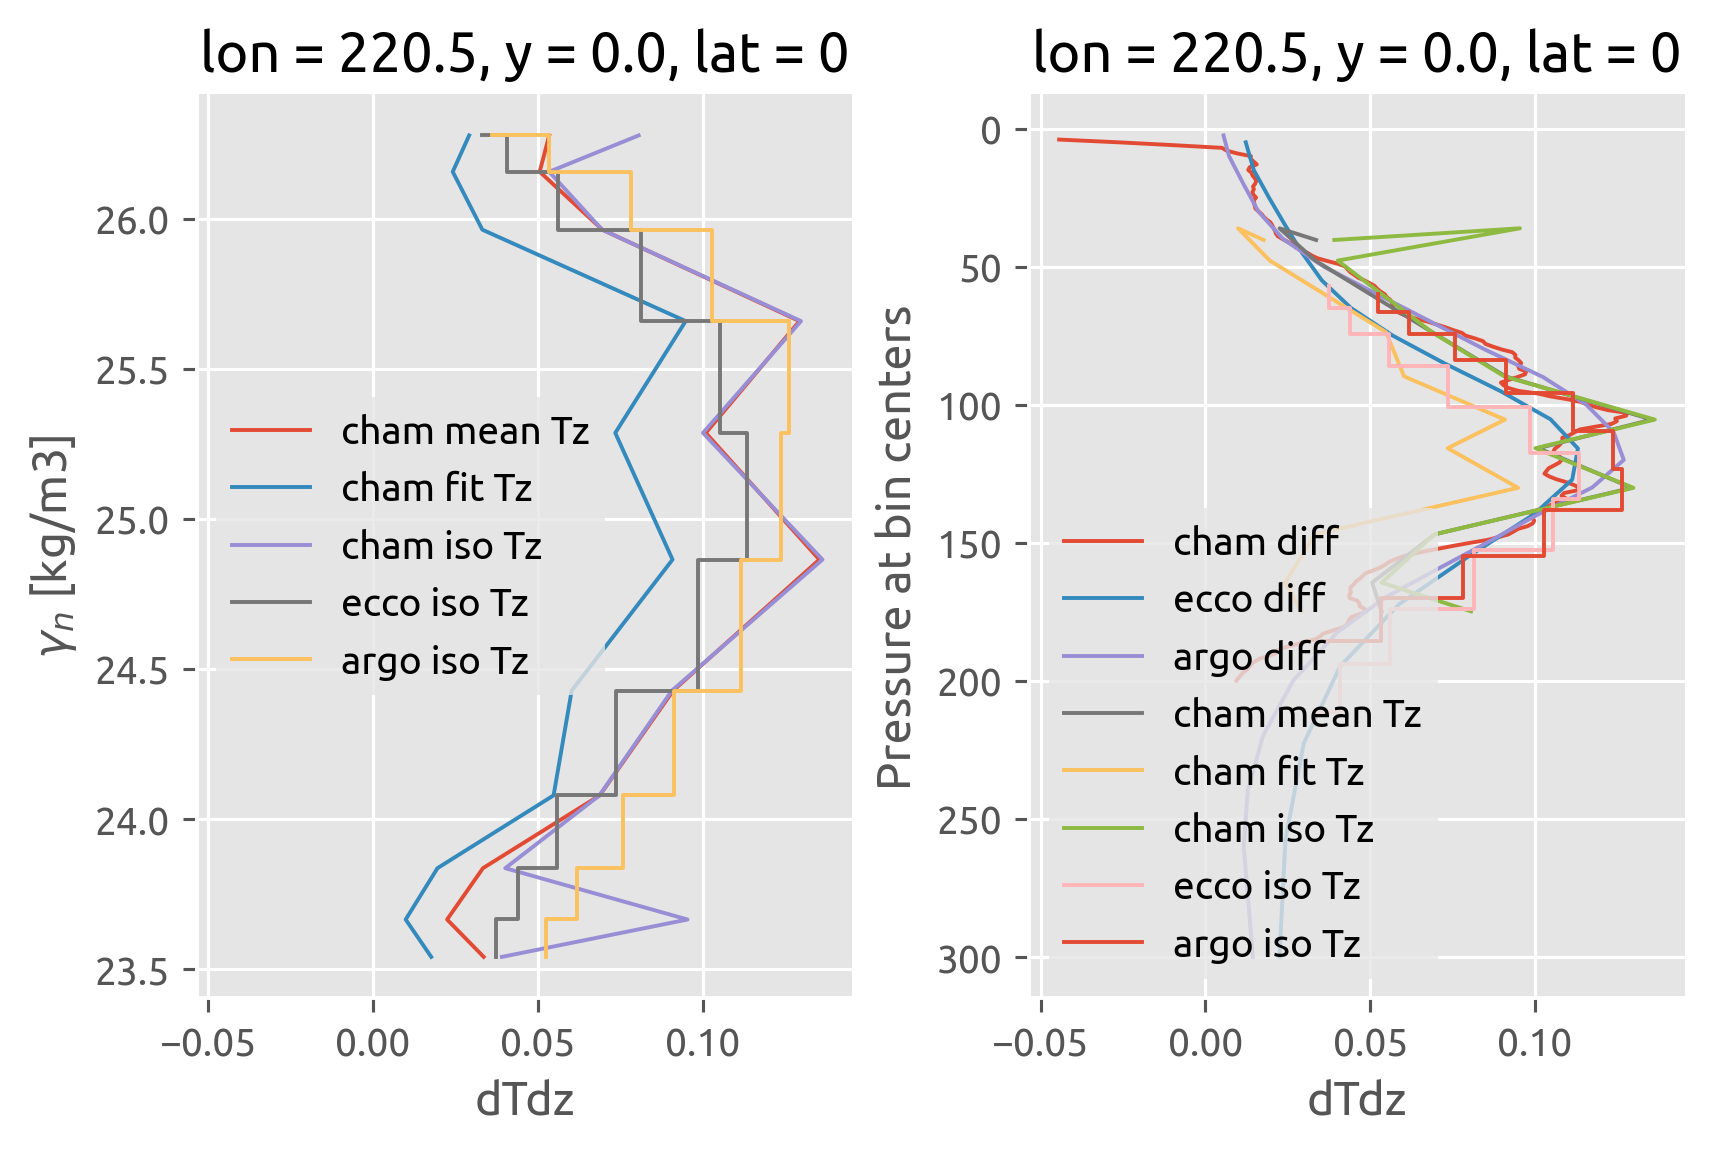 lon = 220.5, y = 0.0, lat = 0
γn [kg/m3]
26.0
25.5
25.0
24.5
24.0
23.5
cham mean Tz
cham fit Tz
cham iso Tz
ecco iso Tz
argo iso Tz
−0.05 0.00 0.05 0.10
dTdz
lon = 220.5, y = 0.0, lat = 0
Pressure at bin centers
0
50
100
150
200
250
300
cham diff
ecco diff
argo diff
cham mean Tz
cham fit Tz
cham iso Tz
ecco iso Tz
argo iso Tz
−0.05 0.00 0.05 0.10
dTdz